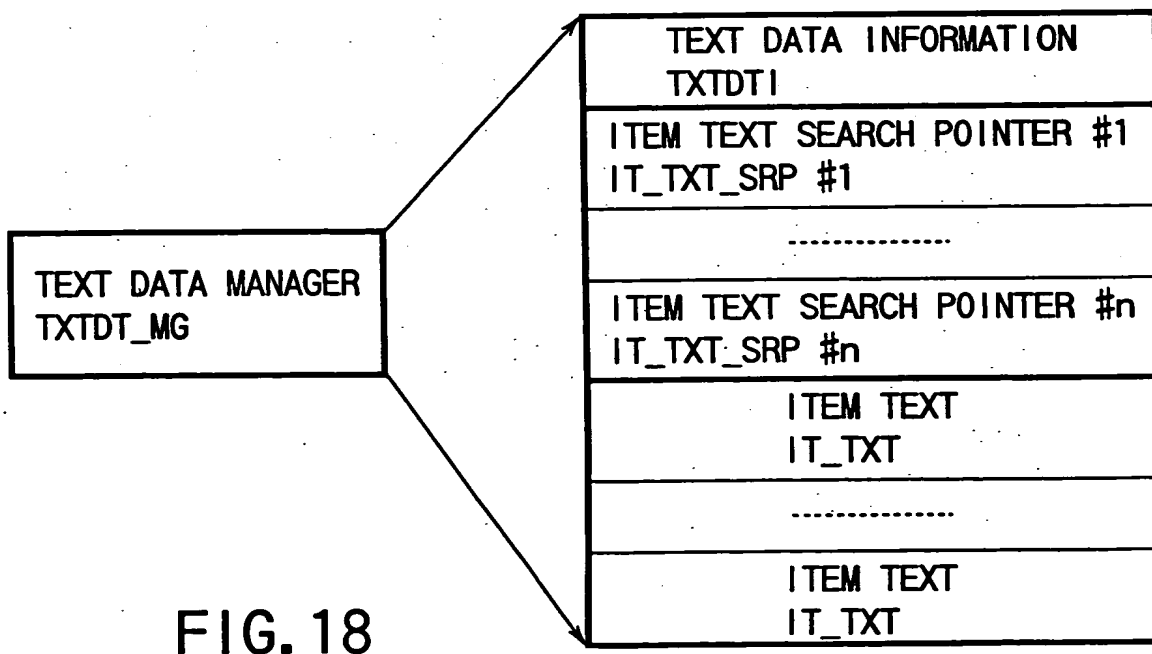 TEXT DATA MANAGER
TXTDT_MG
TEXT DATA INFORMATION
TXTDTI
ITEM TEXT SEARCH POINTER #1
IT_TXT_SRP #1
---------------
ITEM TEXT SEARCH POINTER #n
IT_TXT_SRP #n
ITEM TEXT
IT_TXT
---------------
ITEM TEXT
IT_TXT
FIG. 18